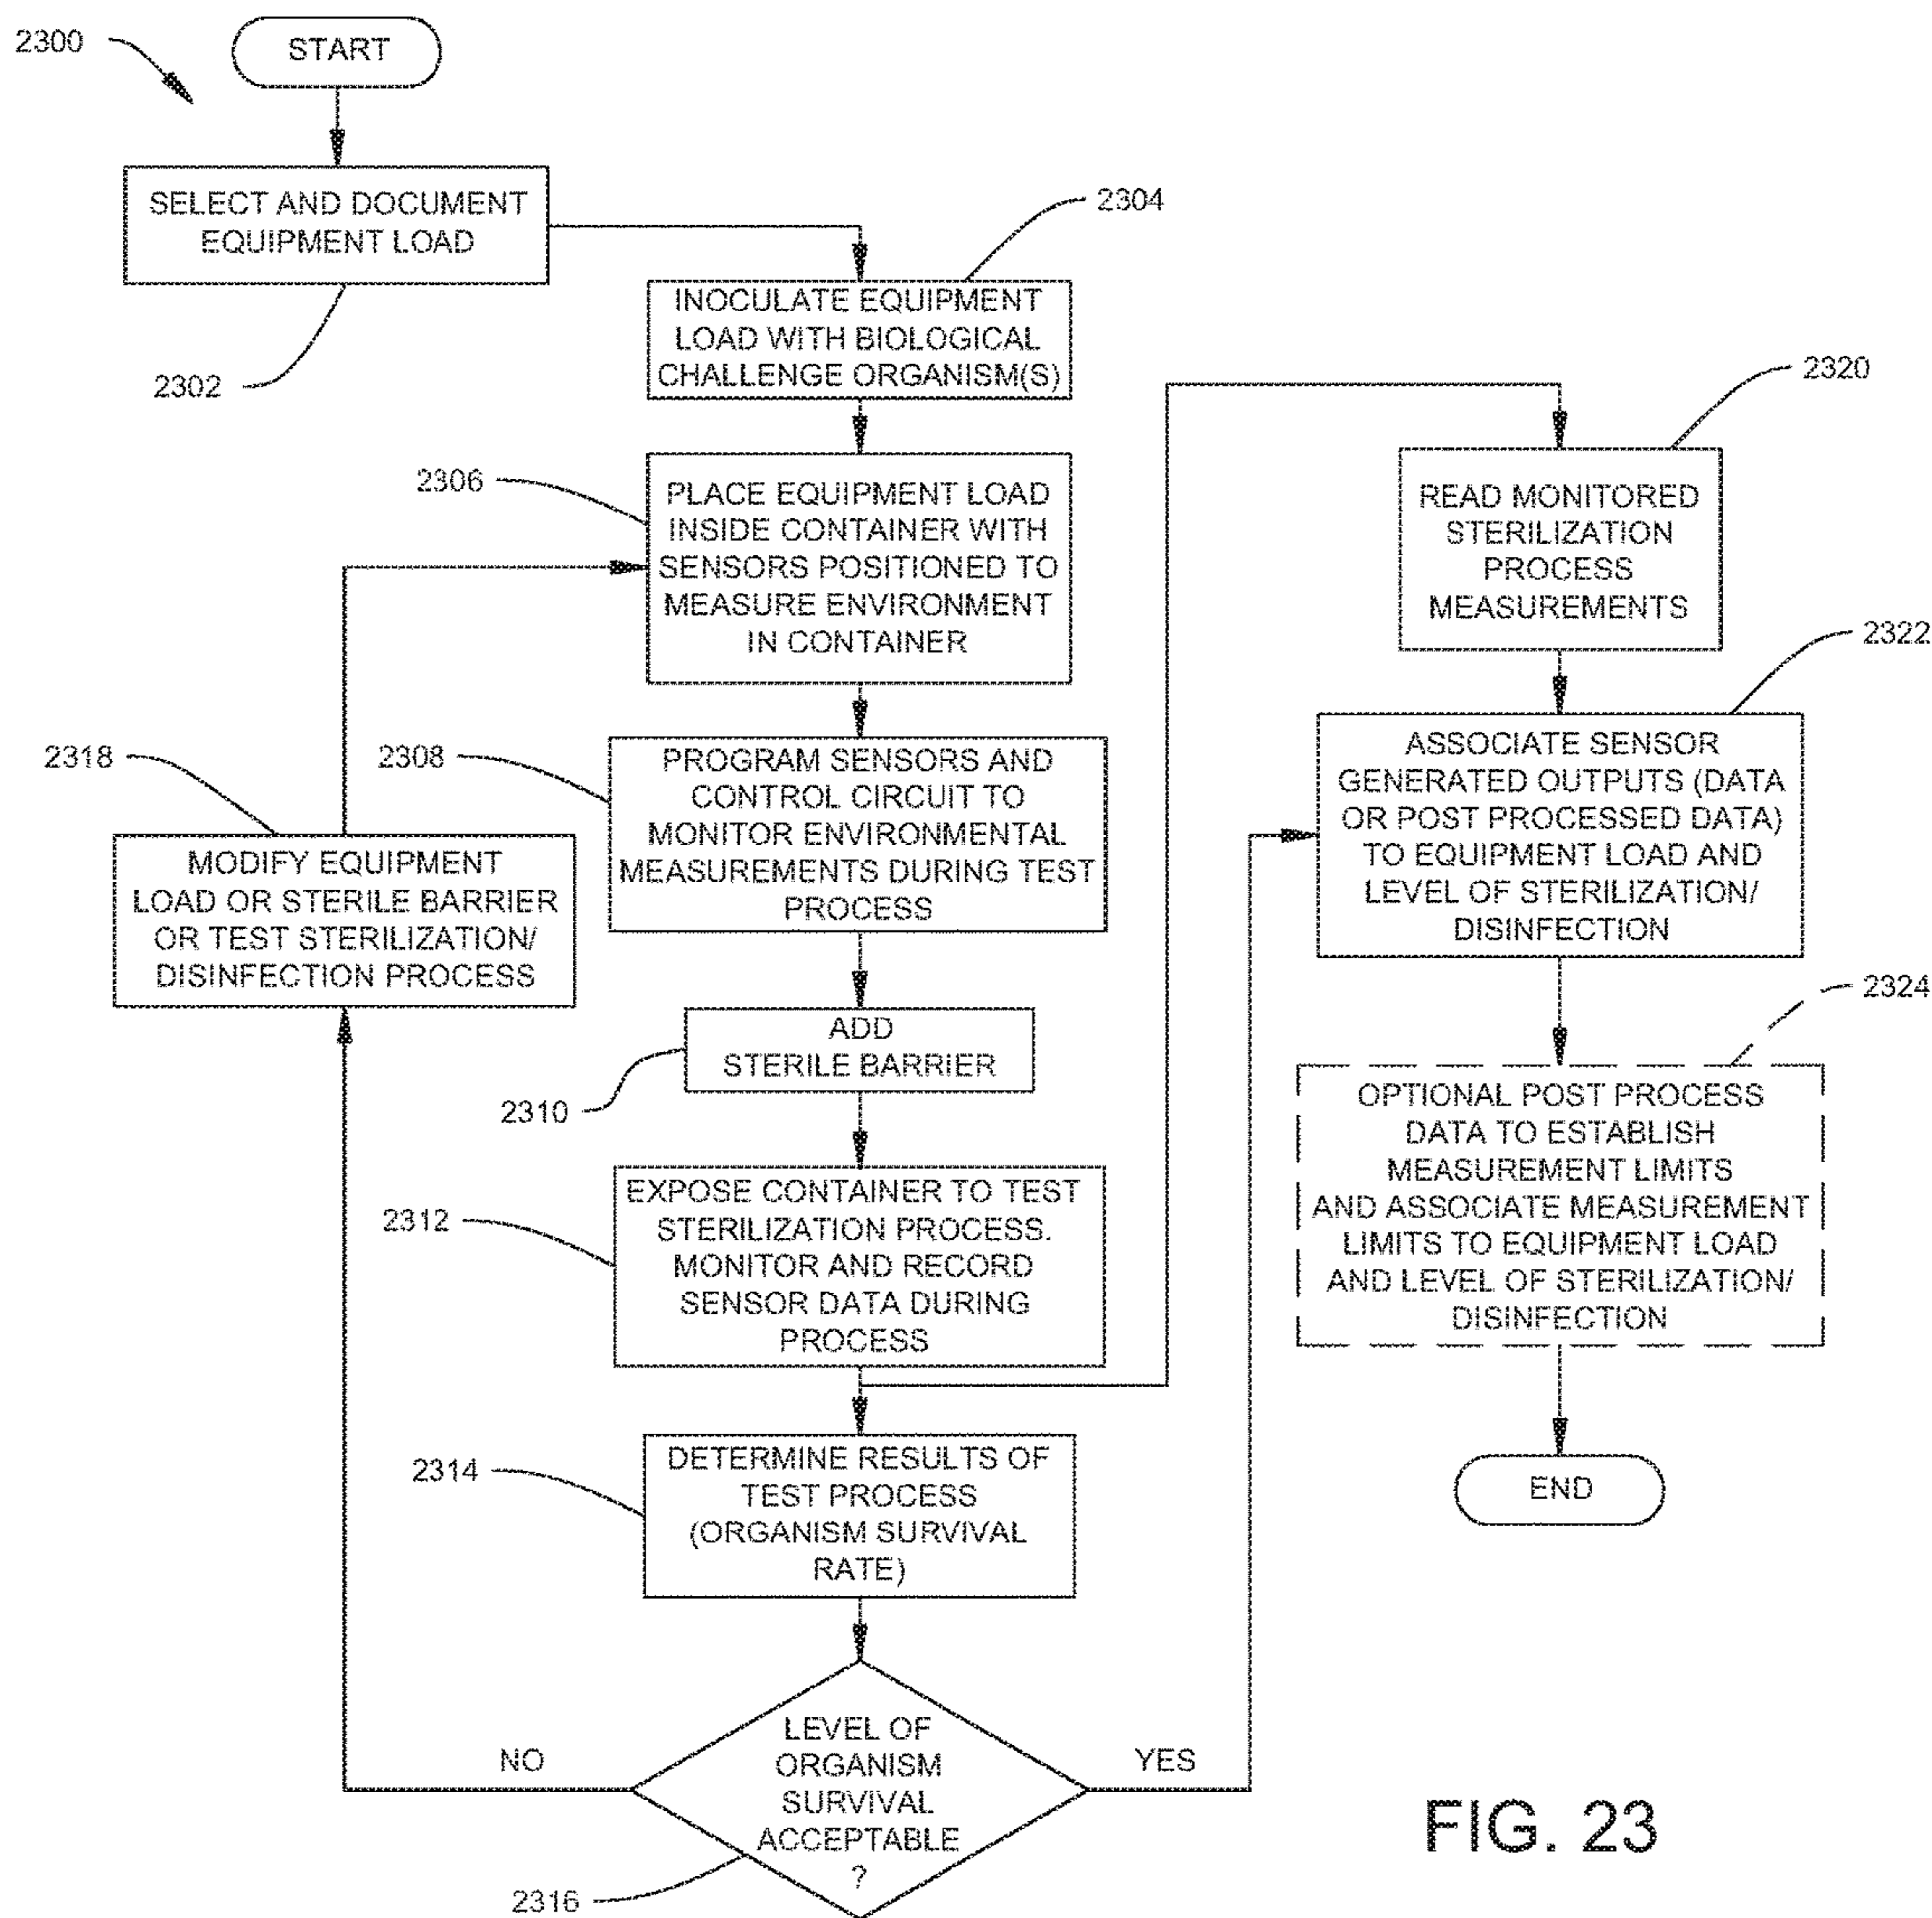 2300
START
SELECT AND DOCUMENT
EQUIPMENT LOAD
2302
2304
INOCULATE EQUIPMENT
LOAD WITH BIOLOGICAL
CHALLENGE ORGANISM(S)
2306
PLACE EQUIPMENT LOAD
INSIDE CONTAINER WITH
SENSORS POSITIONED TO
MEASURE ENVIRONMENT
IN CONTAINER
2308
PROGRAM SENSORS AND
CONTROL CIRCUIT TO
MONITOR ENVIRONMENTAL
MEASUREMENTS DURING TEST
PROCESS
2318
MODIFY EQUIPMENT
LOAD OR STERILE BARRIER
OR TEST STERILIZATION/
DISINFECTION PROCESS
ADD
STERILE BARRIER
2310
2312
EXPOSE CONTAINER TO TEST
STERILIZATION PROCESS.
MONITOR AND RECORD
SENSOR DATA DURING
PROCESS
2314
DETERMINE RESULTS OF
TEST PROCESS
(ORGANISM SURVIVAL
RATE)
NO
LEVEL OF
ORGANISM
SURVIVAL
ACCEPTABLE
?
YES
2316
2320
READ MONITORED
STERILIZATION
PROCESS
MEASUREMENTS
2322
ASSOCIATE SENSOR
GENERATED OUTPUTS (DATA
OR POST PROCESSED DATA)
TO EQUIPMENT LOAD AND
LEVEL OF STERILIZATION/
DISINFECTION
2324
OPTIONAL POST PROCESS
DATA TO ESTABLISH
MEASUREMENT LIMITS
AND ASSOCIATE MEASUREMENT
LIMITS TO EQUIPMENT LOAD
AND LEVEL OF STERILIZATION/
DISINFECTION
END
FIG. 23